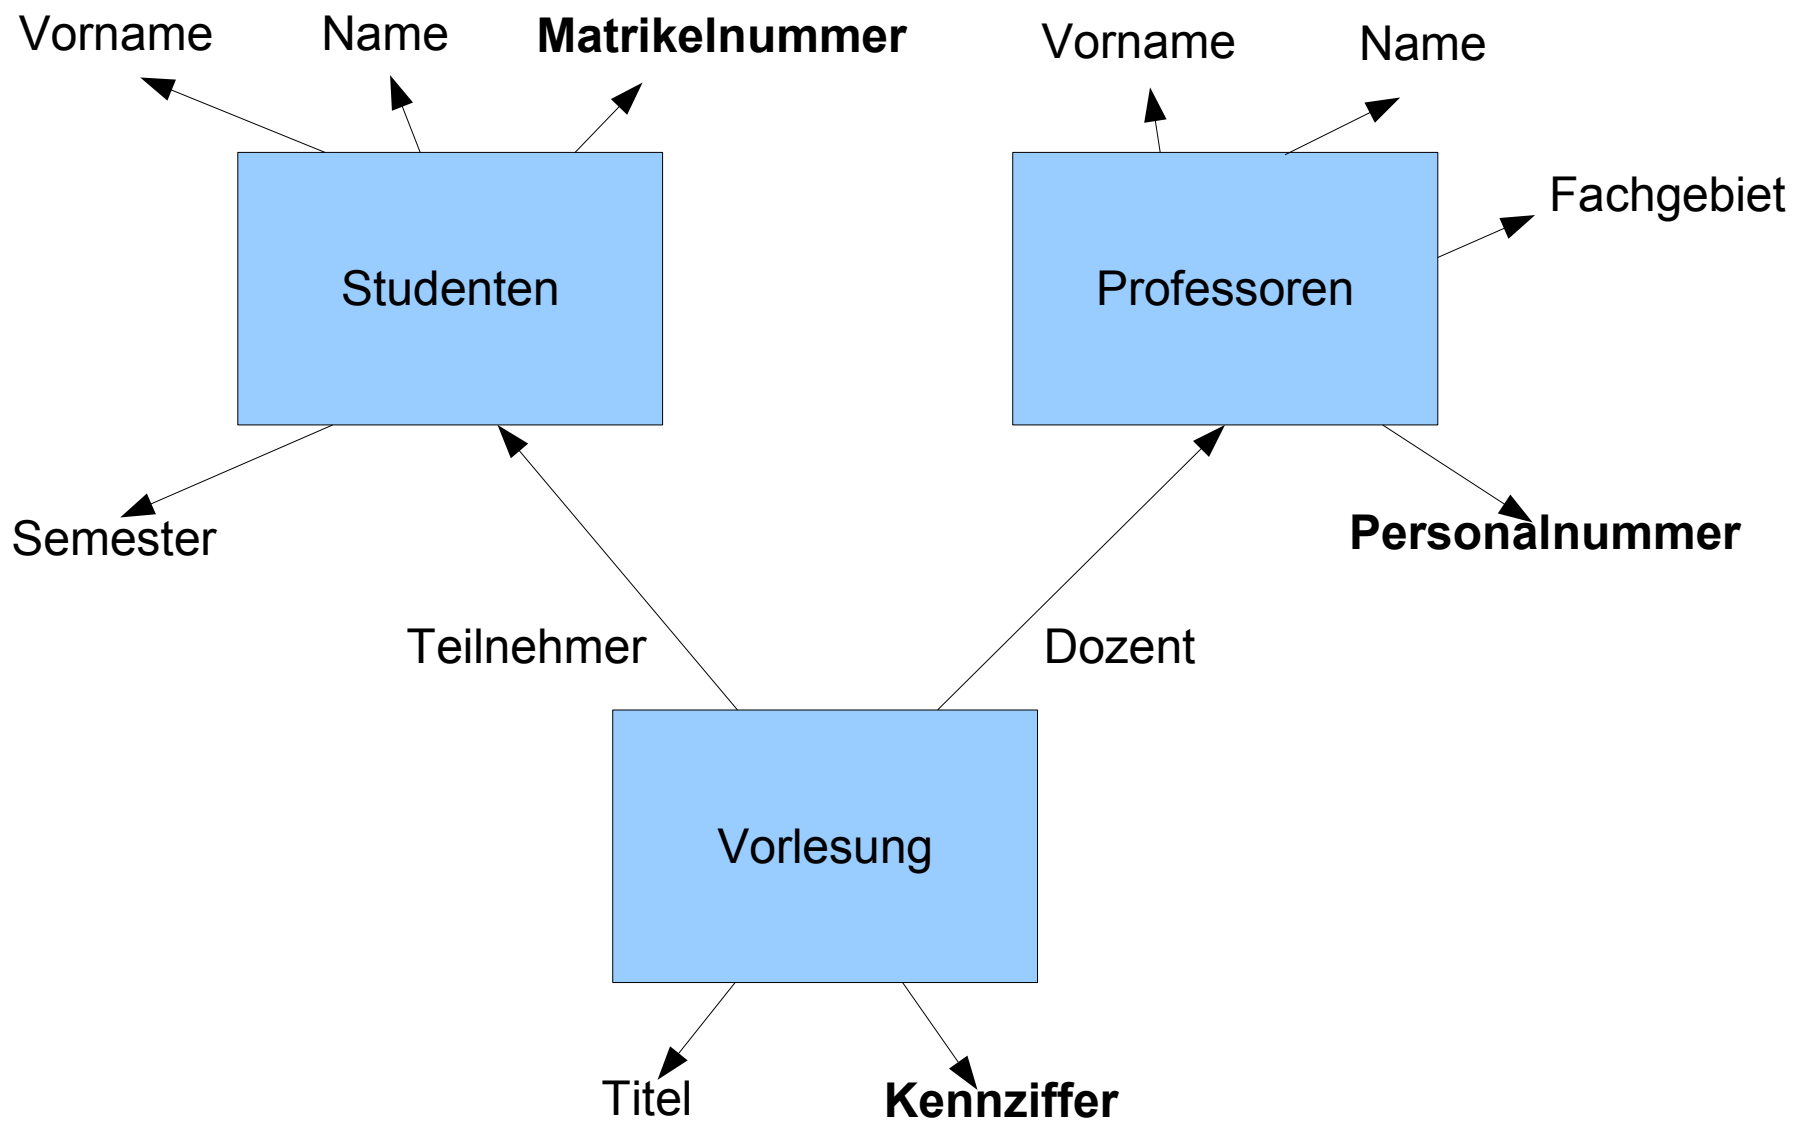 Vorname
Name
Matrikelnummer
Vorname
Name
Fachgebiet
Studenten
Professoren
Semester
Personalnummer
Teilnehmer
Dozent
Vorlesung
Titel
Kennziffer